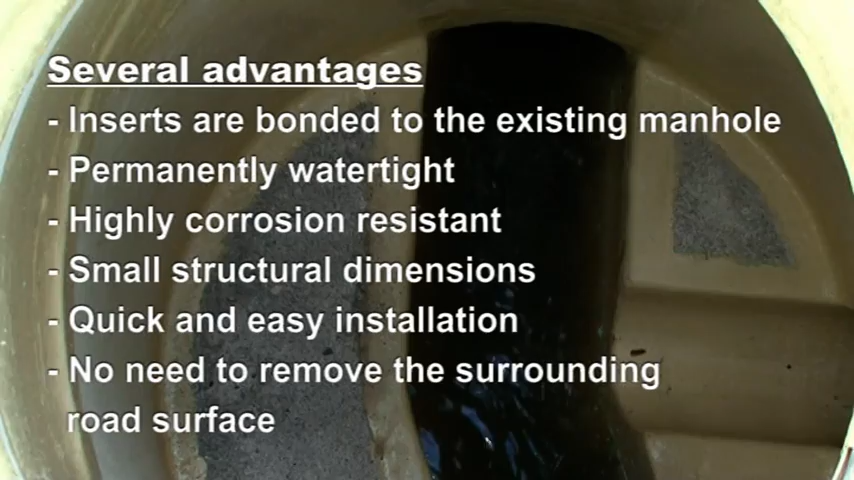 Several advantages
- Inserts are bonded to the existing manhole
- Permanently watertight
- Highly corrosion resistant
- Small structural dimensions
- Quick and easy installation
- No need to remove the surrounding
road surface